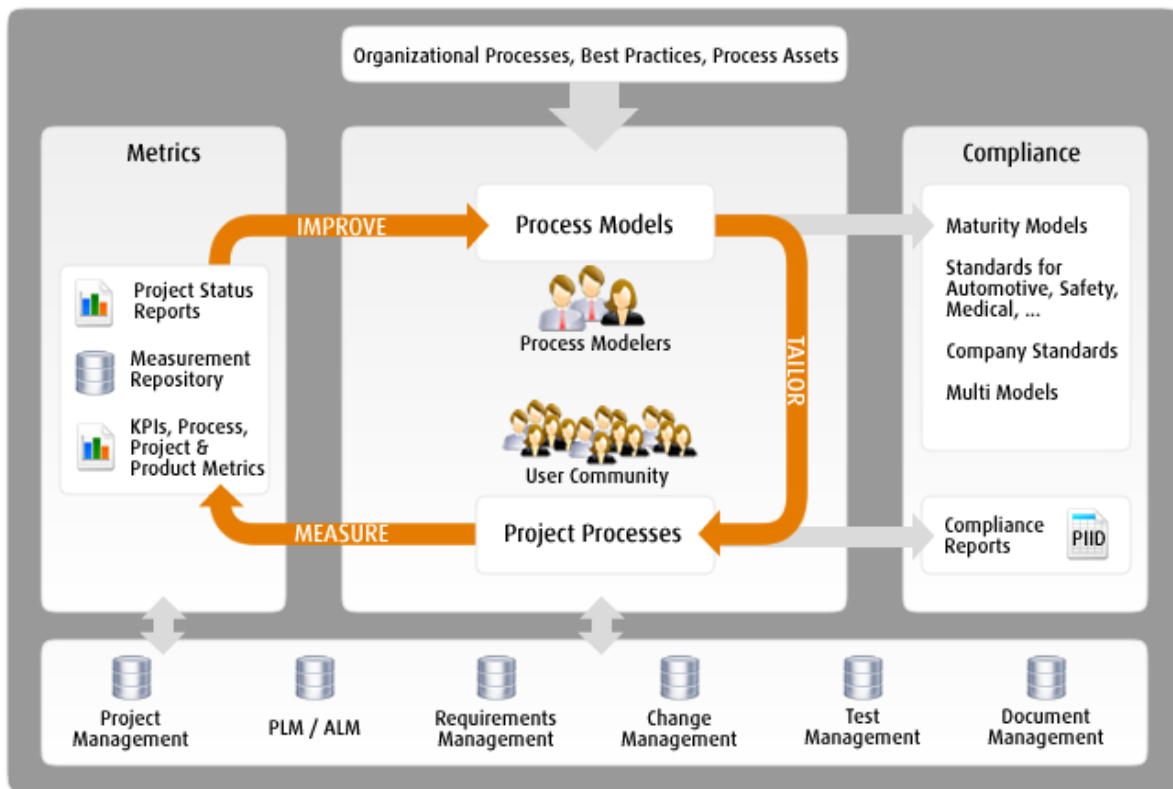 Organizational Processes, Best Practices, Process Assets
Metrics
IMPROVE
Project Status
Reports
Measurement
Repository
KPIs, Process,
Project &
Product Metrics
MEASURE
Process Models
Process Modelers
TAILOR
User Community
Project Processes
Compliance
Maturity Models
Standards for
Automotive, Safety,
Medical, ...
Company Standards
Multi Models
Compliance
Reports
PIID
Project
Management
PLM / ALM
Requirements
Management
Change
Management
Test
Management
Document
Management